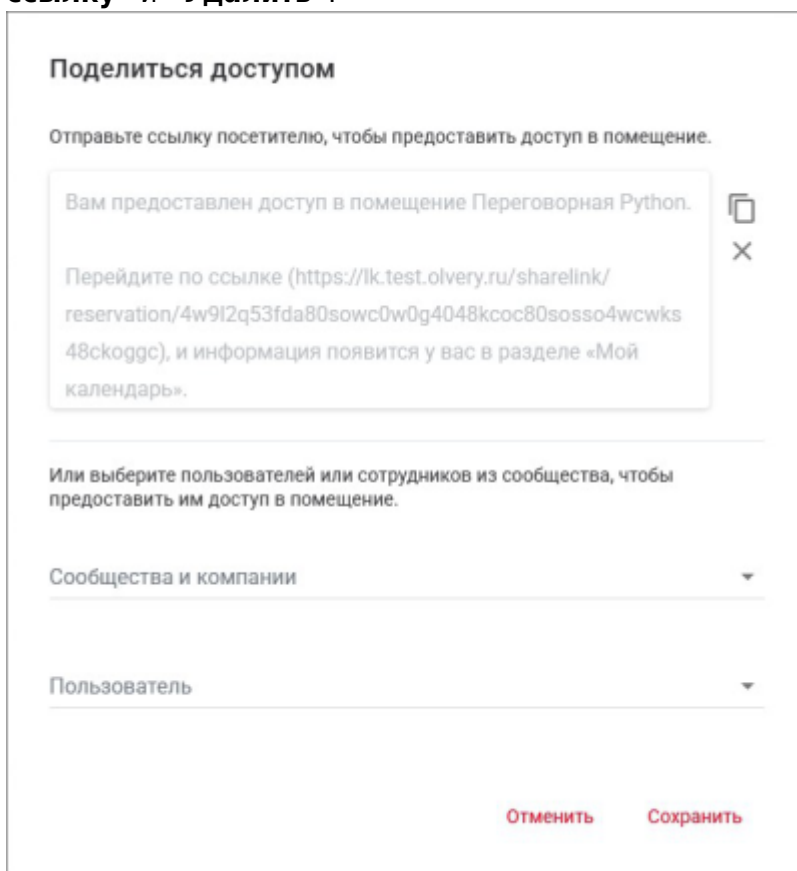 Поделиться доступом
Отправьте ссылку посетителю, чтобы предоставить доступ в помещение.
Вам предоставлен доступ в помещение Переговорная Python.
Перейдите по ссылке (https://lk.test.olvery.ru/sharelink/
reservation/4w9l2q53fda80sowc0w0g4048kcoc80sosso4wcwks
48ckoggc), и информация появится у вас в разделе «Мой
календарь».
Или выберите пользователей или сотрудников из сообщества, чтобы
предоставить им доступ в помещение.
Сообщества и компании
Пользователь
Отменить
Сохранить